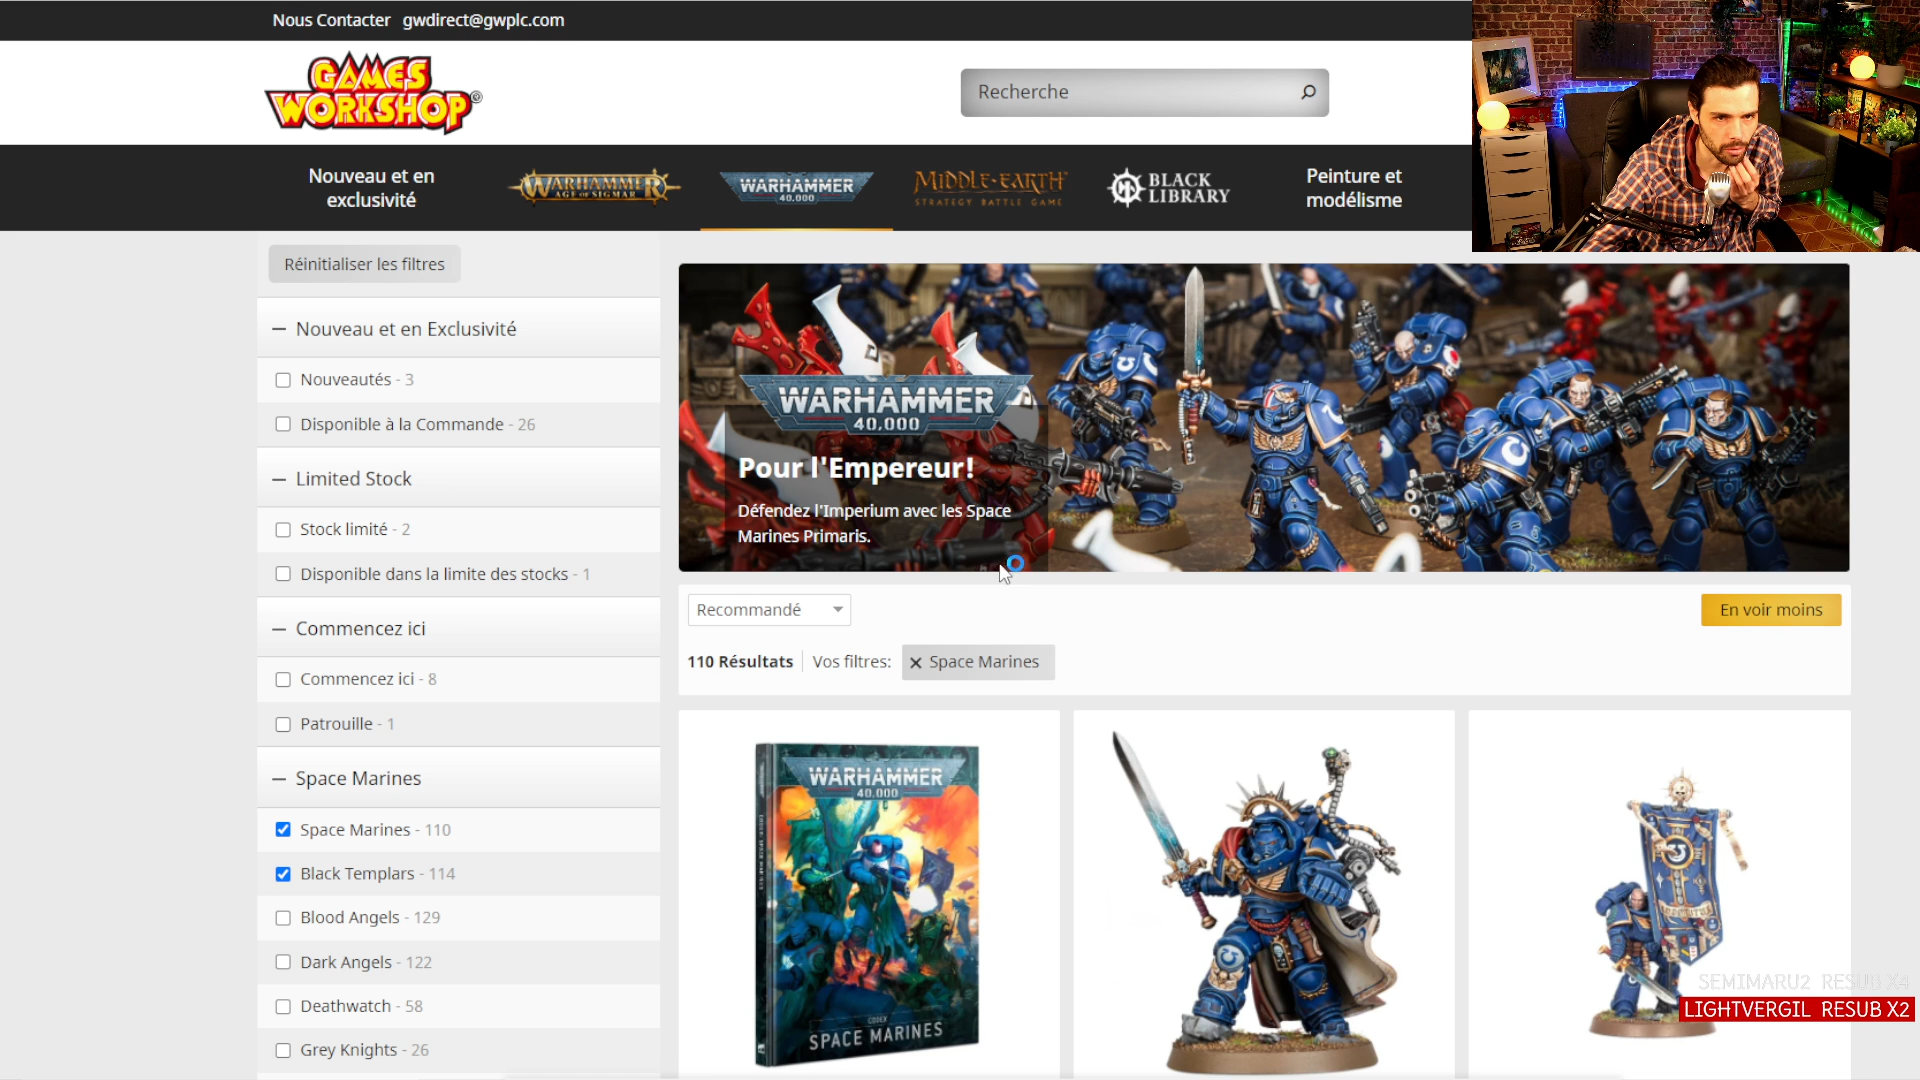 Nous Contacter gwdirect@gwplc.com
GAMES
WORKSHOP®
Recherche
Nouveau et en
exclusivité
WARHAMMER
AGE OF SIGMAR
WARHAMMER
40,000
MIDDLE-EARTH
STRATEGY BATTLE GAME
BLACK
LIBRARY
Peinture et
modélisme
Réinitialiser les filtres
Nouveau et en Exclusivité
Nouveautés - 3
Disponible à la Commande - 26
Limited Stock
Stock limité - 2
Disponible dans la limite des stocks - 1
Commencez ici
Commencez ici - 8
Patrouille - 1
Space Marines
Space Marines - 110
Black Templars - 114
Blood Angels - 129
Dark Angels - 122
Deathwatch - 58
Grey Knights - 26
WARHAMMER
40,000
Pour l'Empereur!
Défendez l'Imperium avec les Space
Marines Primaris.
Recommandé
En voir moins
110 Résultats Vos filtres: Space Marines
WARHAMMER
40,000
CODEX
SPACE MARINES
SEMIMARU2 RESUB X4
LIGHTVERGIL RESUB X2